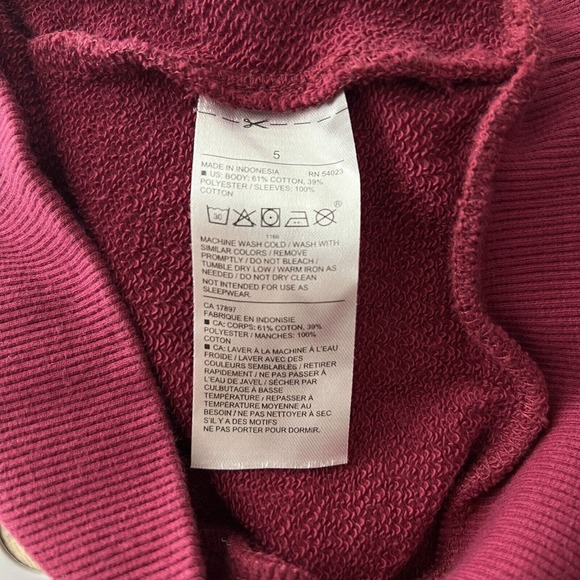 5
MADE IN INDONESIA RN 54023
■ US: BODY: 61% COTTON, 39%
POLYESTER / SLEEVES: 100%
COTTON
30 ®
1166
MACHINE WASH COLD / WASH WITH
SIMILAR COLORS / REMOVE
PROMPTLY / DO NOT BLEACH /
TUMBLE DRY LOW / WARM IRON AS
NEEDED / DO NOT DRY CLEAN
NOT INTENDED FOR USE AS
SLEEPWEAR.
CA 17897
FABRIQUE EN INDONISIE
■ CA: CORPS: 61% COTON, 39%
POLYESTER / MANCHES: 100%
COTON
■ CA: LAVER À LA MACHINE À L'EAU
FROIDE / LAVER AVEC DES
COULEURS SEMBLABLES / RETIRER
RAPIDEMENT / NE PAS PASSER À
L'EAU DE JAVEL / SÉCHER PAR
CULBUTAGE À BASSE
TEMPÉRATURE / REPASSER À
TEMPÉRATURE MOYENNE AU
BESOIN / NE PAS NETTOYER À SEC
S'IL Y A DES MOTIFS
NE PAS PORTER POUR DORMIR.